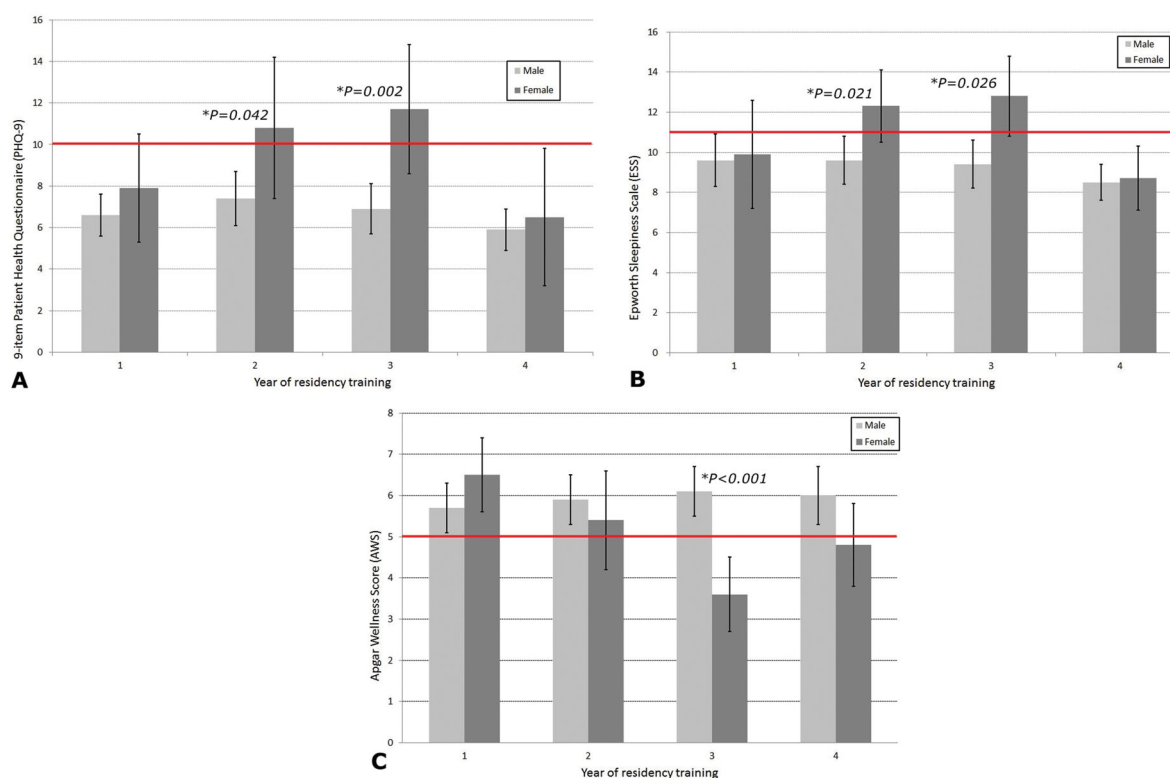 9-item Patient Health Questionnaire (PHQ-9)
16
14
12
10
8
6
4
2
0
Male
Female
*P=0.042
*P=0.002
1
2
3
4
Year of residency training
A
Epworth Sleepiness Scale (ESS)
16
14
12
10
8
6
4
2
0
Male
Female
*P=0.021
*P=0.026
1
2
3
4
Year of residency training
B
Apgar Wellness Score (AWS)
8
7
6
5
4
3
2
1
0
Male
Female
*P<0.001
1
2
3
4
Year of residency training
C